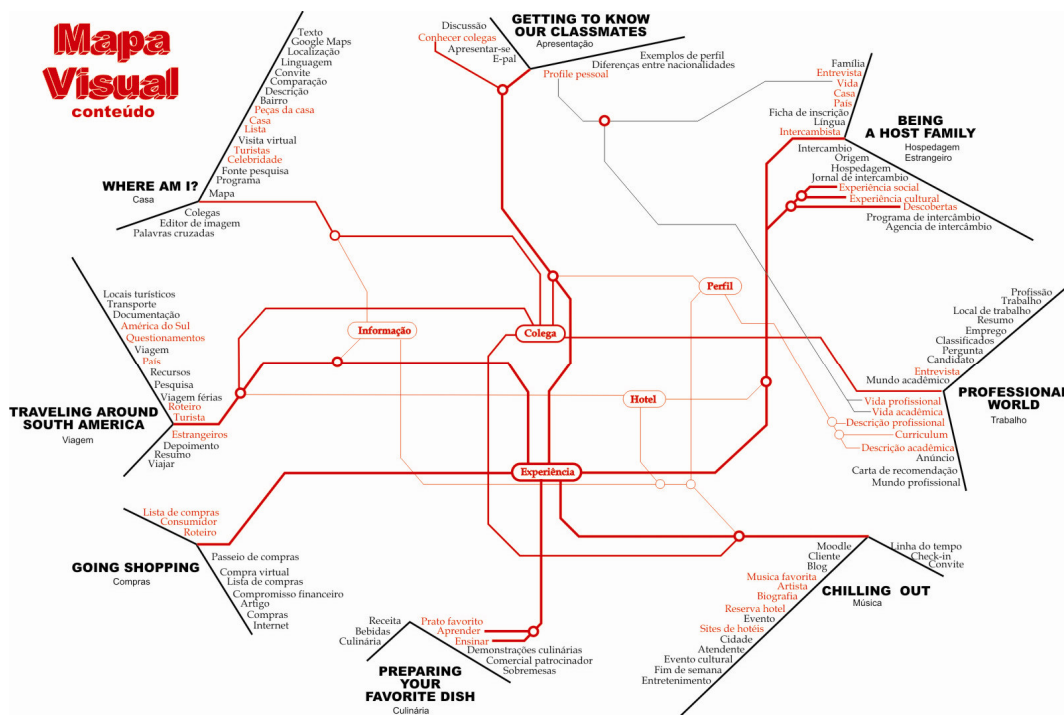 Mapa
Visual
conteúdo
Texto
Google Maps
Localização
Linguagem
Convite
Comparação
Descrição
Bairro
Peças da casa
Casa
Lista
Visita virtual
Turistas
Celebridade
Fonte pesquisa
Programa
Mapa
WHERE AM I?
Casa
Colegas
Editor de imagem
Palavras cruzadas
Discussão
Conhecer colegas
Apresentar-se
E-pal
GETTING TO KNOW
OUR CLASSMATES
Apresentação
Exemplos de perfil
Diferenças entre nacionalidades
Profile pessoal
Família
Entrevista
Vida
Casa
País
Ficha de inscrição
Língua
Intercambista
BEING
A HOST FAMILY
Hospedagem
Estrangeiro
Intercambio
Origem
Hospedagem
Jornal de intercambio
Experiência social
Experiência cultural
Descobertas
Programa de intercâmbio
Agencia de intercâmbio
Informação
Colega
Perfil
Hotel
Experiência
Locais turísticos
Transporte
Documentação
América do Sul
Questionamentos
Viagem
País
Recursos
Pesquisa
Viagem férias
Roteiro
Turista
TRAVELING AROUND
SOUTH AMERICA
Viagem
Estrangeiros
Depoimento
Resumo
Viajar
Profissão
Trabalho
Local de trabalho
Resumo
Emprego
Classificados
Pergunta
Candidato
Entrevista
Mundo acadêmico
PROFESSIONAL
WORLD
Trabalho
Vida profissional
Vida acadêmica
Descrição profissional
Curriculum
Descrição acadêmica
Anúncio
Carta de recomendação
Mundo profissional
Lista de compras
Consumidor
Roteiro
GOING SHOPPING
Compras
Passeio de compras
Compra virtual
Lista de compras
Compromisso financeiro
Artigo
Compras
Internet
Receita
Bebidas
Culinária
Prato favorito
Aprender
Ensinar
Demonstrações culinárias
Comercial patrocinador
Sobremesas
PREPARING
YOUR
FAVORITE DISH
Culinária
Moodle
Cliente
Blog
Musica favorita
Artista
Biografia
Reserva hotel
Evento
Sites de hotéis
Cidade
Atendente
Evento cultural
Fim de semana
Entretenimento
Linha do tempo
Check-in
Convite
CHILLING OUT
Música